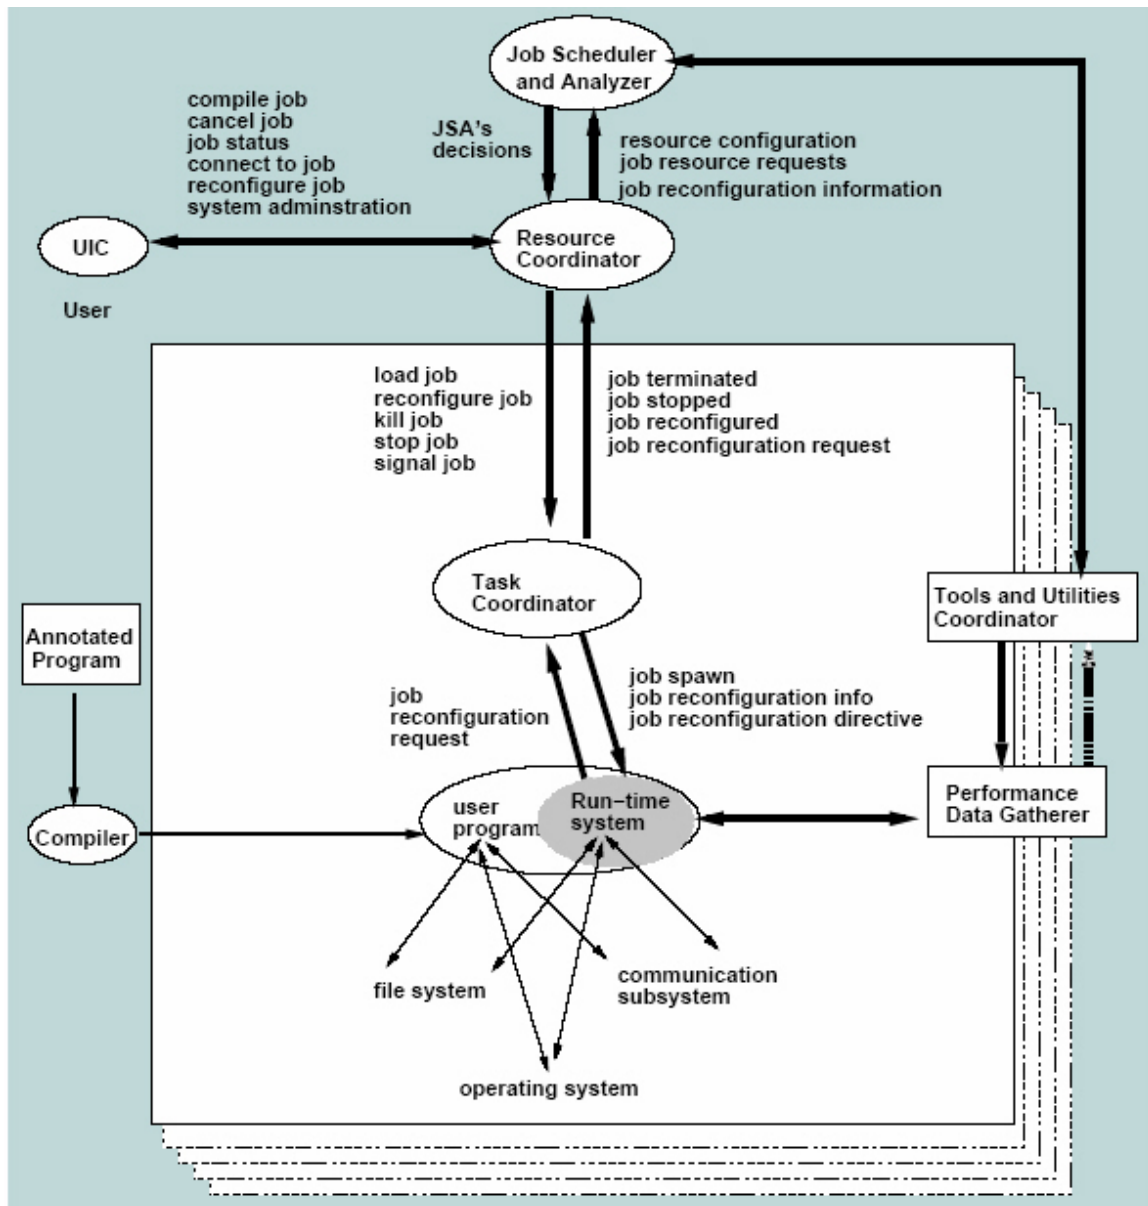 Job Scheduler
and Analyzer
compile job
cancel job
job status
connect to job
reconfigure job
system adminstration
JSA's
decisions
resource configuration
job resource requests
job reconfiguration information
UIC
User
Resource
Coordinator
load job
reconfigure job
kill job
stop job
signal job
job terminated
job stopped
job reconfigured
job reconfiguration request
Task
Coordinator
Tools and Utilities
Coordinator
Annotated
Program
job
reconfiguration
request
job spawn
job reconfiguration info
job reconfiguration directive
Compiler
user
program
Run-time
system
Performance
Data Gatherer
file system
communication
subsystem
operating system